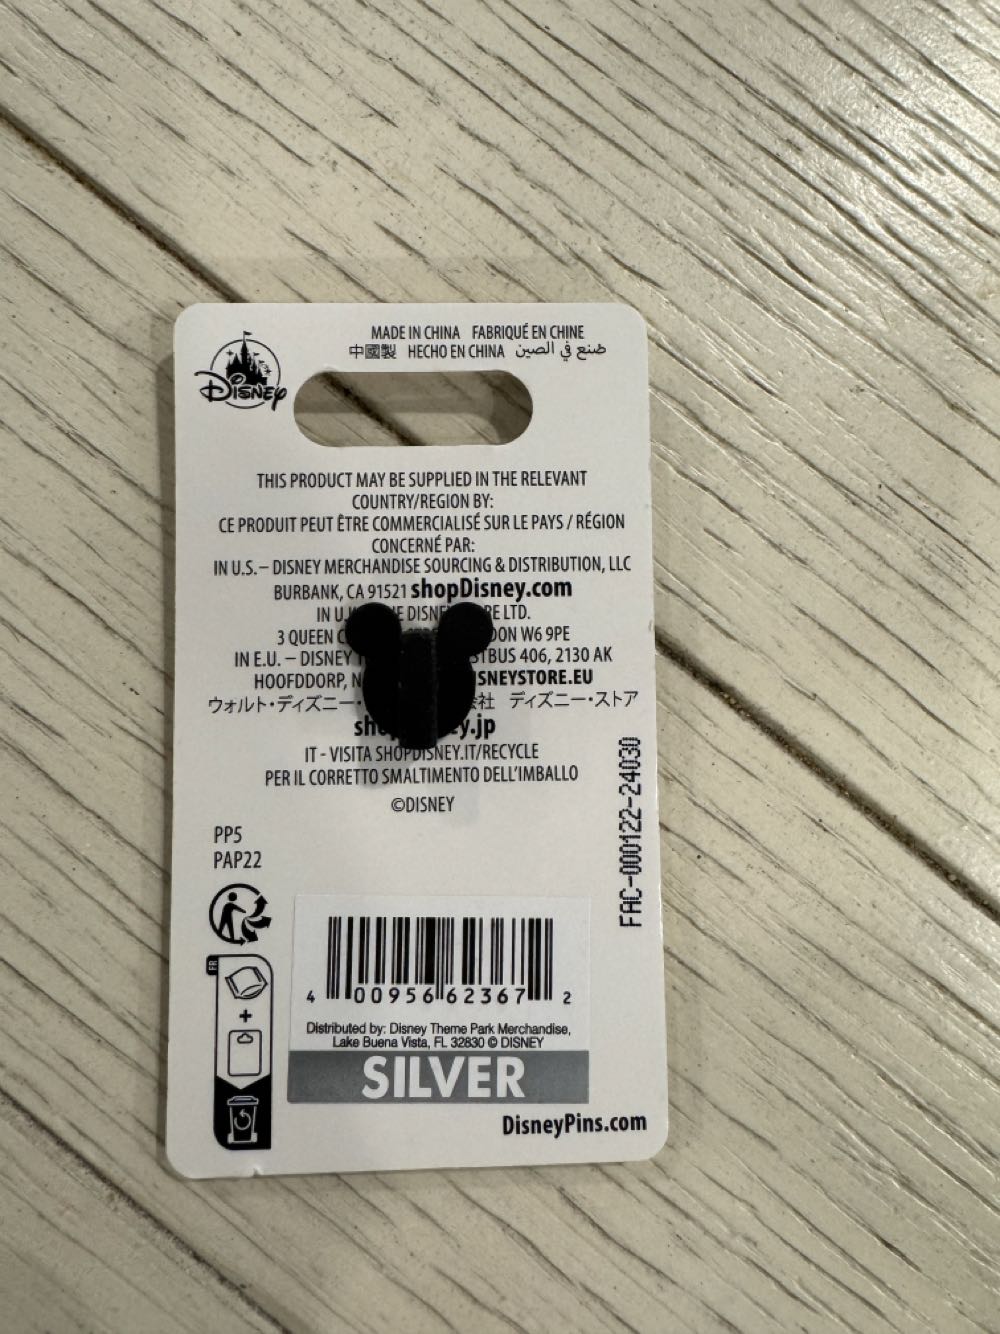 Disney
MADE IN CHINA FABRIQUÉ EN CHINE
中國製 HECHO EN CHINA صنع في الصين
THIS PRODUCT MAY BE SUPPLIED IN THE RELEVANT
COUNTRY/REGION BY:
CE PRODUIT PEUT ÊTRE COMMERCIALISÉ SUR LE PAYS / RÉGION
CONCERNÉ PAR:
IN U.S. – DISNEY MERCHANDISE SOURCING & DISTRIBUTION, LLC
BURBANK, CA 91521 shopDisney.com
IN LTD.
3 QUEEN W6 9PE
IN E.U. – DISNEY 406, 2130 AK
HOOFDDORP,
ウォルト・ディズニー・ 社 ディズニー・ストア
IT - VISITA SHOPDISNEY.IT/RECYCLE
PER IL CORRETTO SMALTIMENTO DELL'IMBALLO
©DISNEY
PP5
PAP22
FAC-000122-24030
FR
+
4 00956 62367 2
Distributed by: Disney Theme Park Merchandise,
Lake Buena Vista, FL 32830 © DISNEY
SILVER
DisneyPins.com